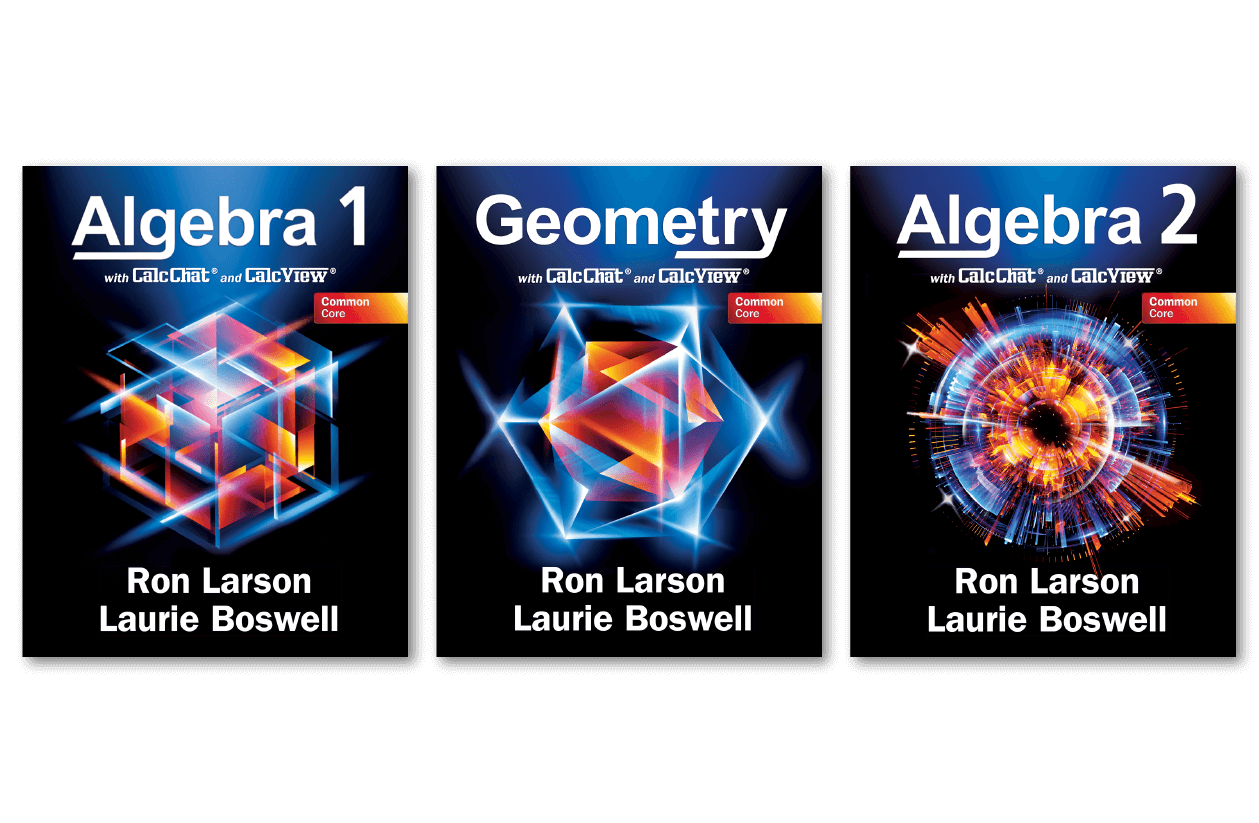 Algebra 1
with CalcChat® and CalcView®
Common
Core
Ron Larson
Laurie Boswell
Geometry
with CalcChat® and CalcView®
Common
Core
Ron Larson
Laurie Boswell
Algebra 2
with CalcChat® and CalcView®
Common
Core
Ron Larson
Laurie Boswell